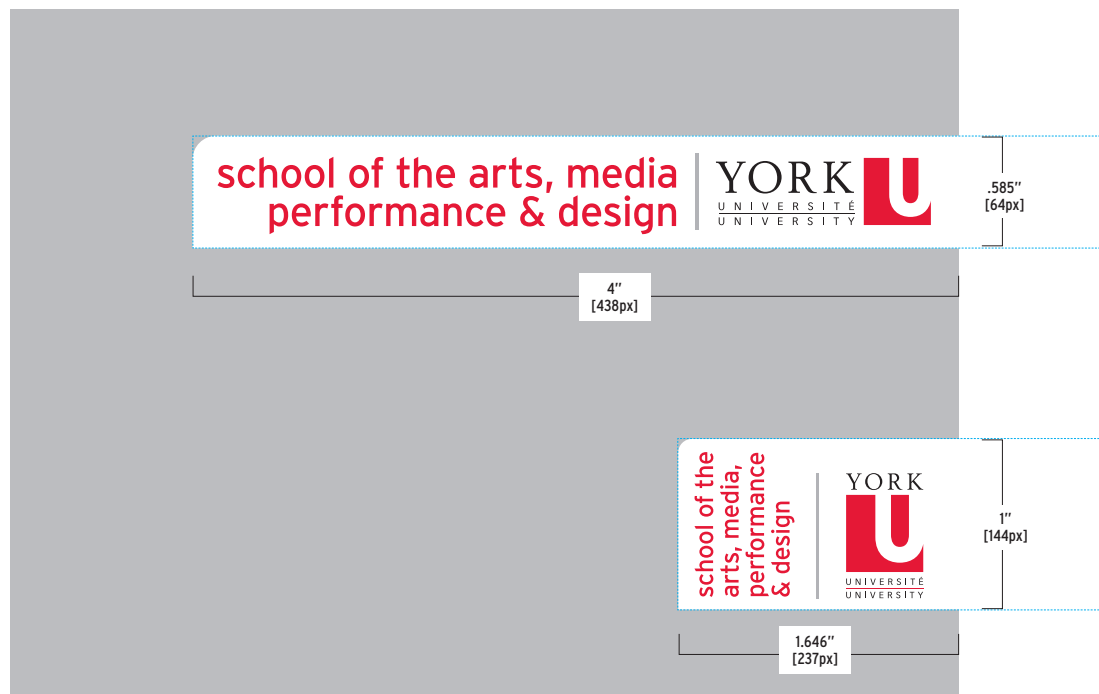 school of the arts, media
performance & design
YORK
UNIVERSITÉ
UNIVERSITY
U
.585″
[64px]
4″
[438px]
school of the
arts, media,
performance
& design
YORK
U
UNIVERSITÉ
UNIVERSITY
1″
[144px]
1.646″
[237px]